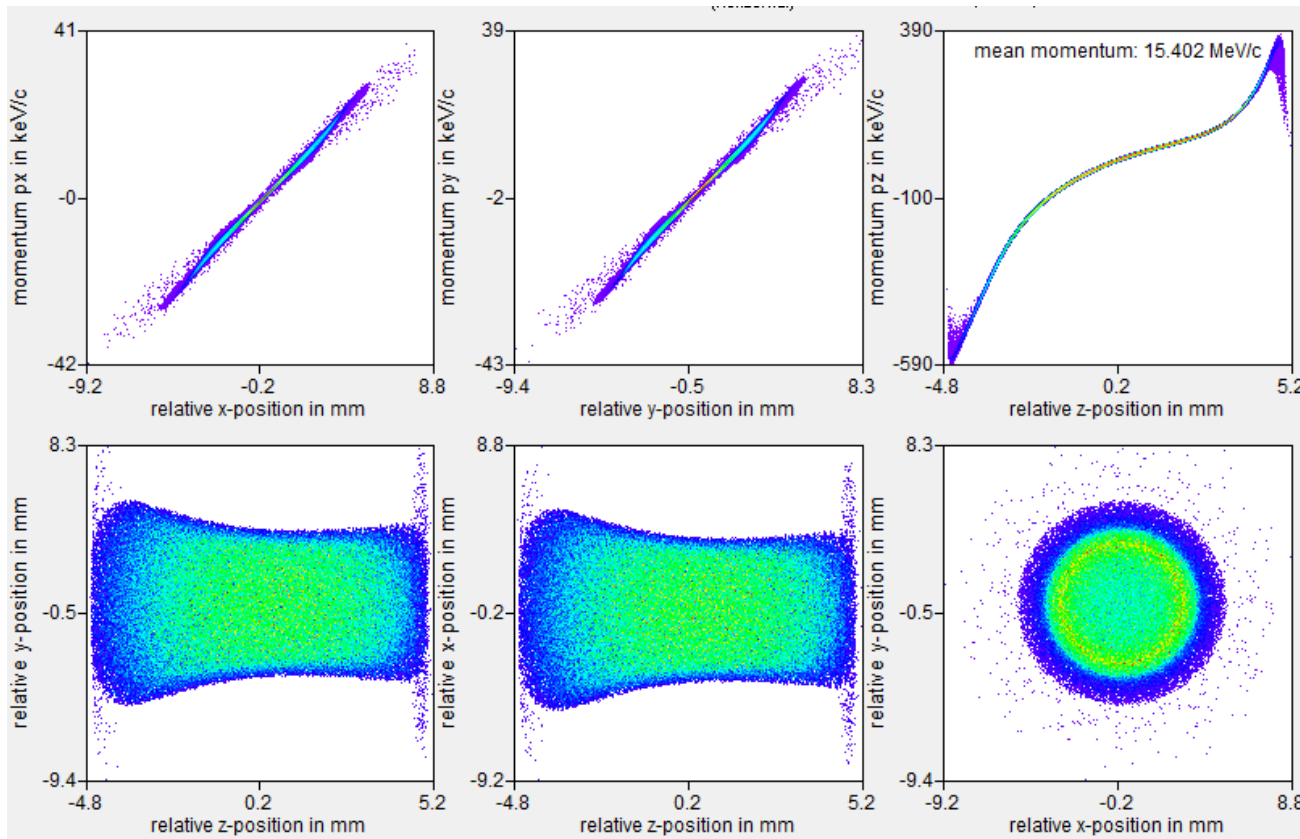 41
momentum px in keV/c
-0
-42
-9.2
-0.2
8.8
relative x-position in mm
39
momentum py in keV/c
-2
-43
-9.4
-0.5
8.3
relative y-position in mm
390
mean momentum: 15.402 MeV/c
momentum pz in keV/c
-100
-590
-4.8
0.2
5.2
relative z-position in mm
8.3
relative y-position in mm
-0.5
-9.4
-4.8
0.2
5.2
relative z-position in mm
8.8
relative x-position in mm
-0.2
-9.2
-4.8
0.2
5.2
relative z-position in mm
8.3
relative y-position in mm
-0.5
-9.4
-9.2
-0.2
8.8
relative x-position in mm